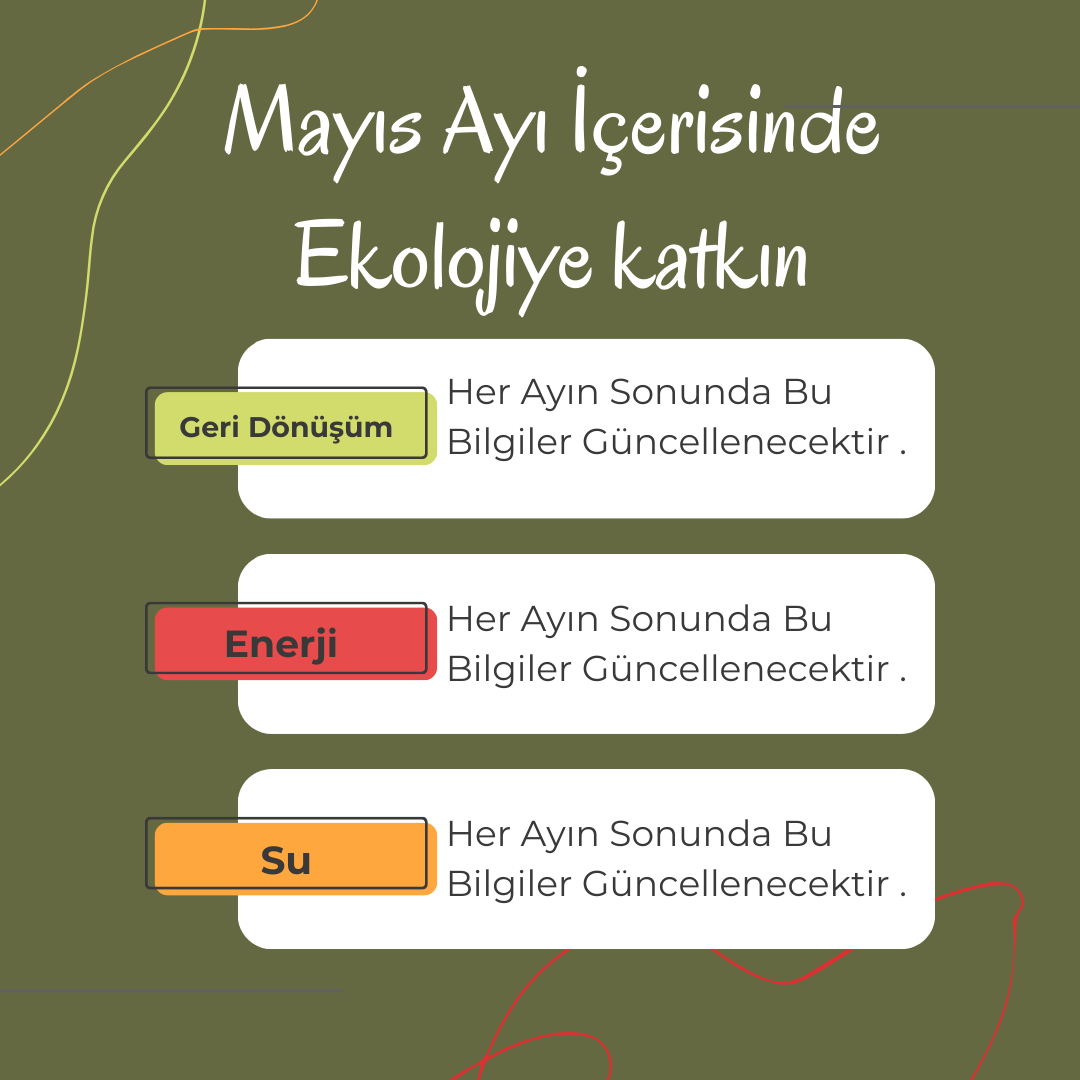 Mayıs Ayı İçerisinde
Ekolojiye katkın
Geri Dönüşüm
Her Ayın Sonunda Bu
Bilgiler Güncellenecektir .
Enerji
Her Ayın Sonunda Bu
Bilgiler Güncellenecektir .
Su
Her Ayın Sonunda Bu
Bilgiler Güncellenecektir .